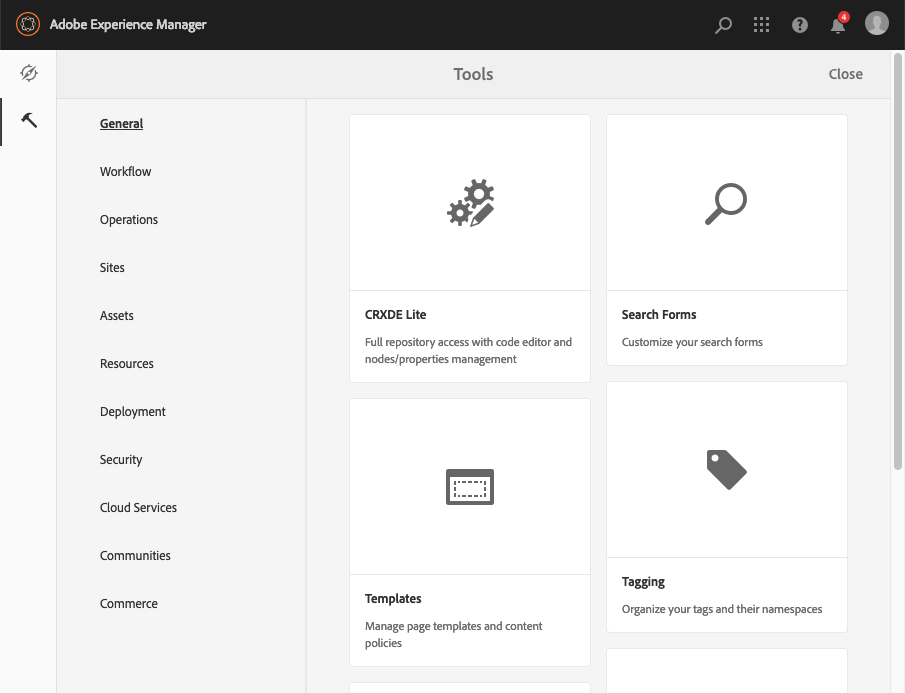 Adobe Experience Manager
4
Tools
Close
General
Workflow
Operations
Sites
Assets
Resources
Deployment
Security
Cloud Services
Communities
Commerce
CRXDE Lite
Full repository access with code editor and
nodes/properties management
Search Forms
Customize your search forms
Templates
Manage page templates and content
policies
Tagging
Organize your tags and their namespaces